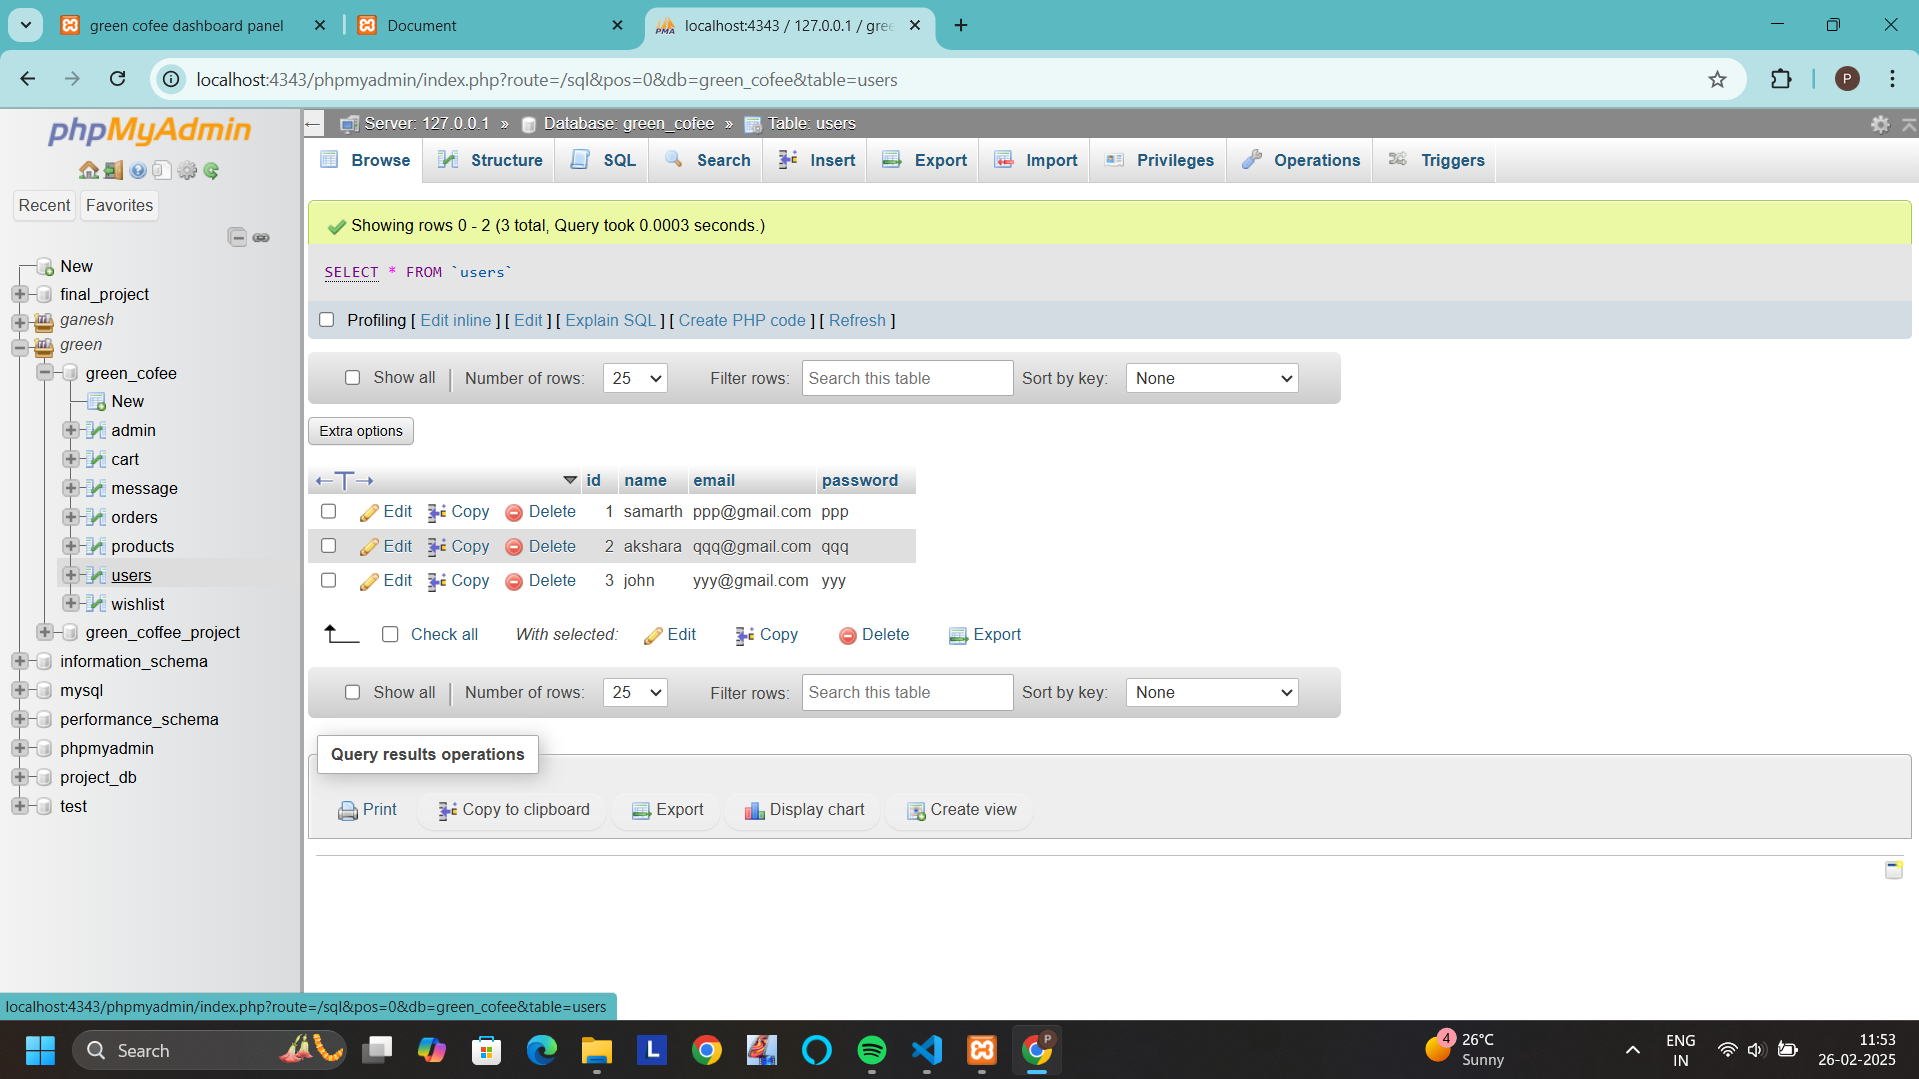 green cofee dashboard panel
Document
localhost:4343 / 127.0.0.1 / gree
localhost:4343/phpmyadmin/index.php?route=/sql&pos=0&db=green_cofee&table=users
P
phpMyAdmin
Recent Favorites
New
final_project
ganesh
green
green_cofee
New
admin
cart
message
orders
products
users
wishlist
green_coffee_project
information_schema
mysql
performance_schema
phpmyadmin
project_db
test
Server: 127.0.0.1 » Database: green_cofee » Table: users
Browse Structure SQL Search Insert Export Import Privileges Operations Triggers
Showing rows 0 - 2 (3 total, Query took 0.0003 seconds.)
SELECT * FROM `users`
Profiling [ Edit inline ] [ Edit ] [ Explain SQL ] [ Create PHP code ] [ Refresh ]
Show all Number of rows: 25 Filter rows: Search this table Sort by key: None
Extra options
id name email password
Edit Copy Delete 1 samarth ppp@gmail.com ppp
Edit Copy Delete 2 akshara qqq@gmail.com qqq
Edit Copy Delete 3 john yyy@gmail.com yyy
Check all With selected: Edit Copy Delete Export
Show all Number of rows: 25 Filter rows: Search this table Sort by key: None
Query results operations
Print Copy to clipboard Export Display chart Create view
localhost:4343/phpmyadmin/index.php?route=/sql&pos=0&db=green_cofee&table=users
Search
L
P
4
26°C
Sunny
ENG
IN
11:53
26-02-2025